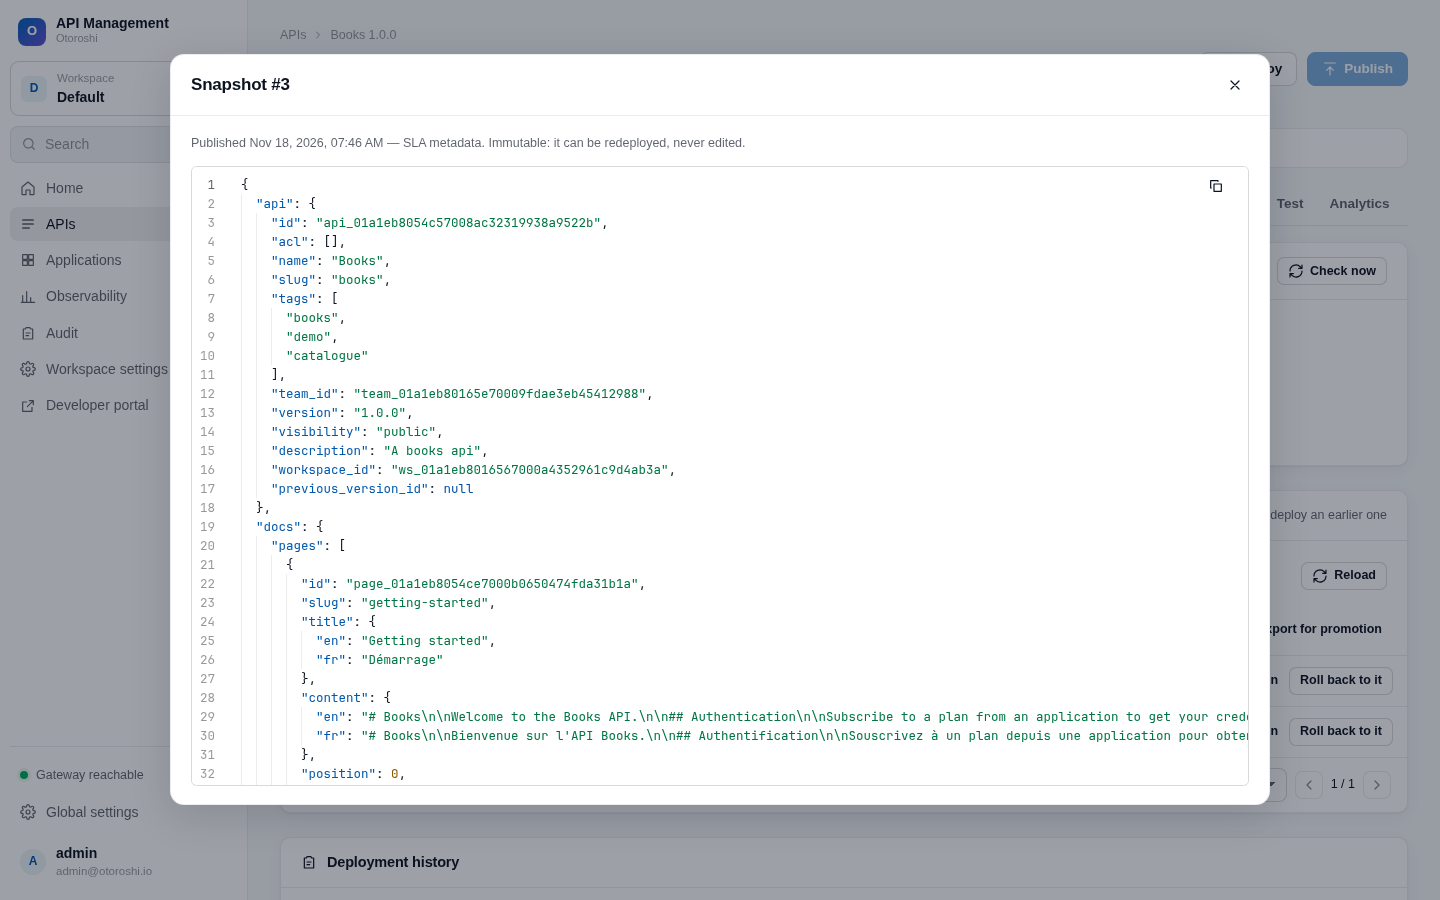 O
API Management
Otoroshi
D
Workspace
Default
Search
Home
APIs
Applications
Observability
Audit
Workspace settings
Developer portal
Gateway reachable
Global settings
A
admin
admin@otoroshi.io
APIs > Books 1.0.0
Publish
Test Analytics
Check now
deploy an earlier one
Reload
port for promotion
Roll back to it
Roll back to it
1 / 1
Deployment history
Snapshot #3
Published Nov 18, 2026, 07:46 AM — SLA metadata. Immutable: it can be redeployed, never edited.
1 {
2 "api": {
3 "id": "api_01a1eb8054c57008ac32319938a9522b",
4 "acl": [],
5 "name": "Books",
6 "slug": "books",
7 "tags": [
8 "books",
9 "demo",
10 "catalogue"
11 ],
12 "team_id": "team_01a1eb80165e70009fdae3eb45412988",
13 "version": "1.0.0",
14 "visibility": "public",
15 "description": "A books api",
16 "workspace_id": "ws_01a1eb8016567000a4352961c9d4ab3a",
17 "previous_version_id": null
18 },
19 "docs": {
20 "pages": [
21 {
22 "id": "page_01a1eb8054ce7000b0650474fda31b1a",
23 "slug": "getting-started",
24 "title": {
25 "en": "Getting started",
26 "fr": "Démarrage"
27 },
28 "content": {
29 "en": "# Books\n\nWelcome to the Books API.\n\n## Authentication\n\nSubscribe to a plan from an application to get your cred
30 "fr": "# Books\n\nBienvenue sur l'API Books.\n\n## Authentification\n\nSouscrivez à un plan depuis une application pour obte
31 },
32 "position": 0,